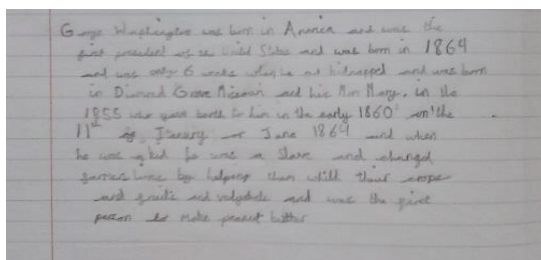 George Washington was born in America and was the
first president of the United States and was born in 1864
and was only 6 weeks when he got kidnapped and was born
in Diamond Grove Missouri and his Mom Mary, in the
1855 who gave birth to him in the early 1860s on the
11th of January or June 1864 and when
he was a kid he was a slave and changed
farmers lives by helping them with their crops
and fruits and vegetable and was the first
person to make peanut butter